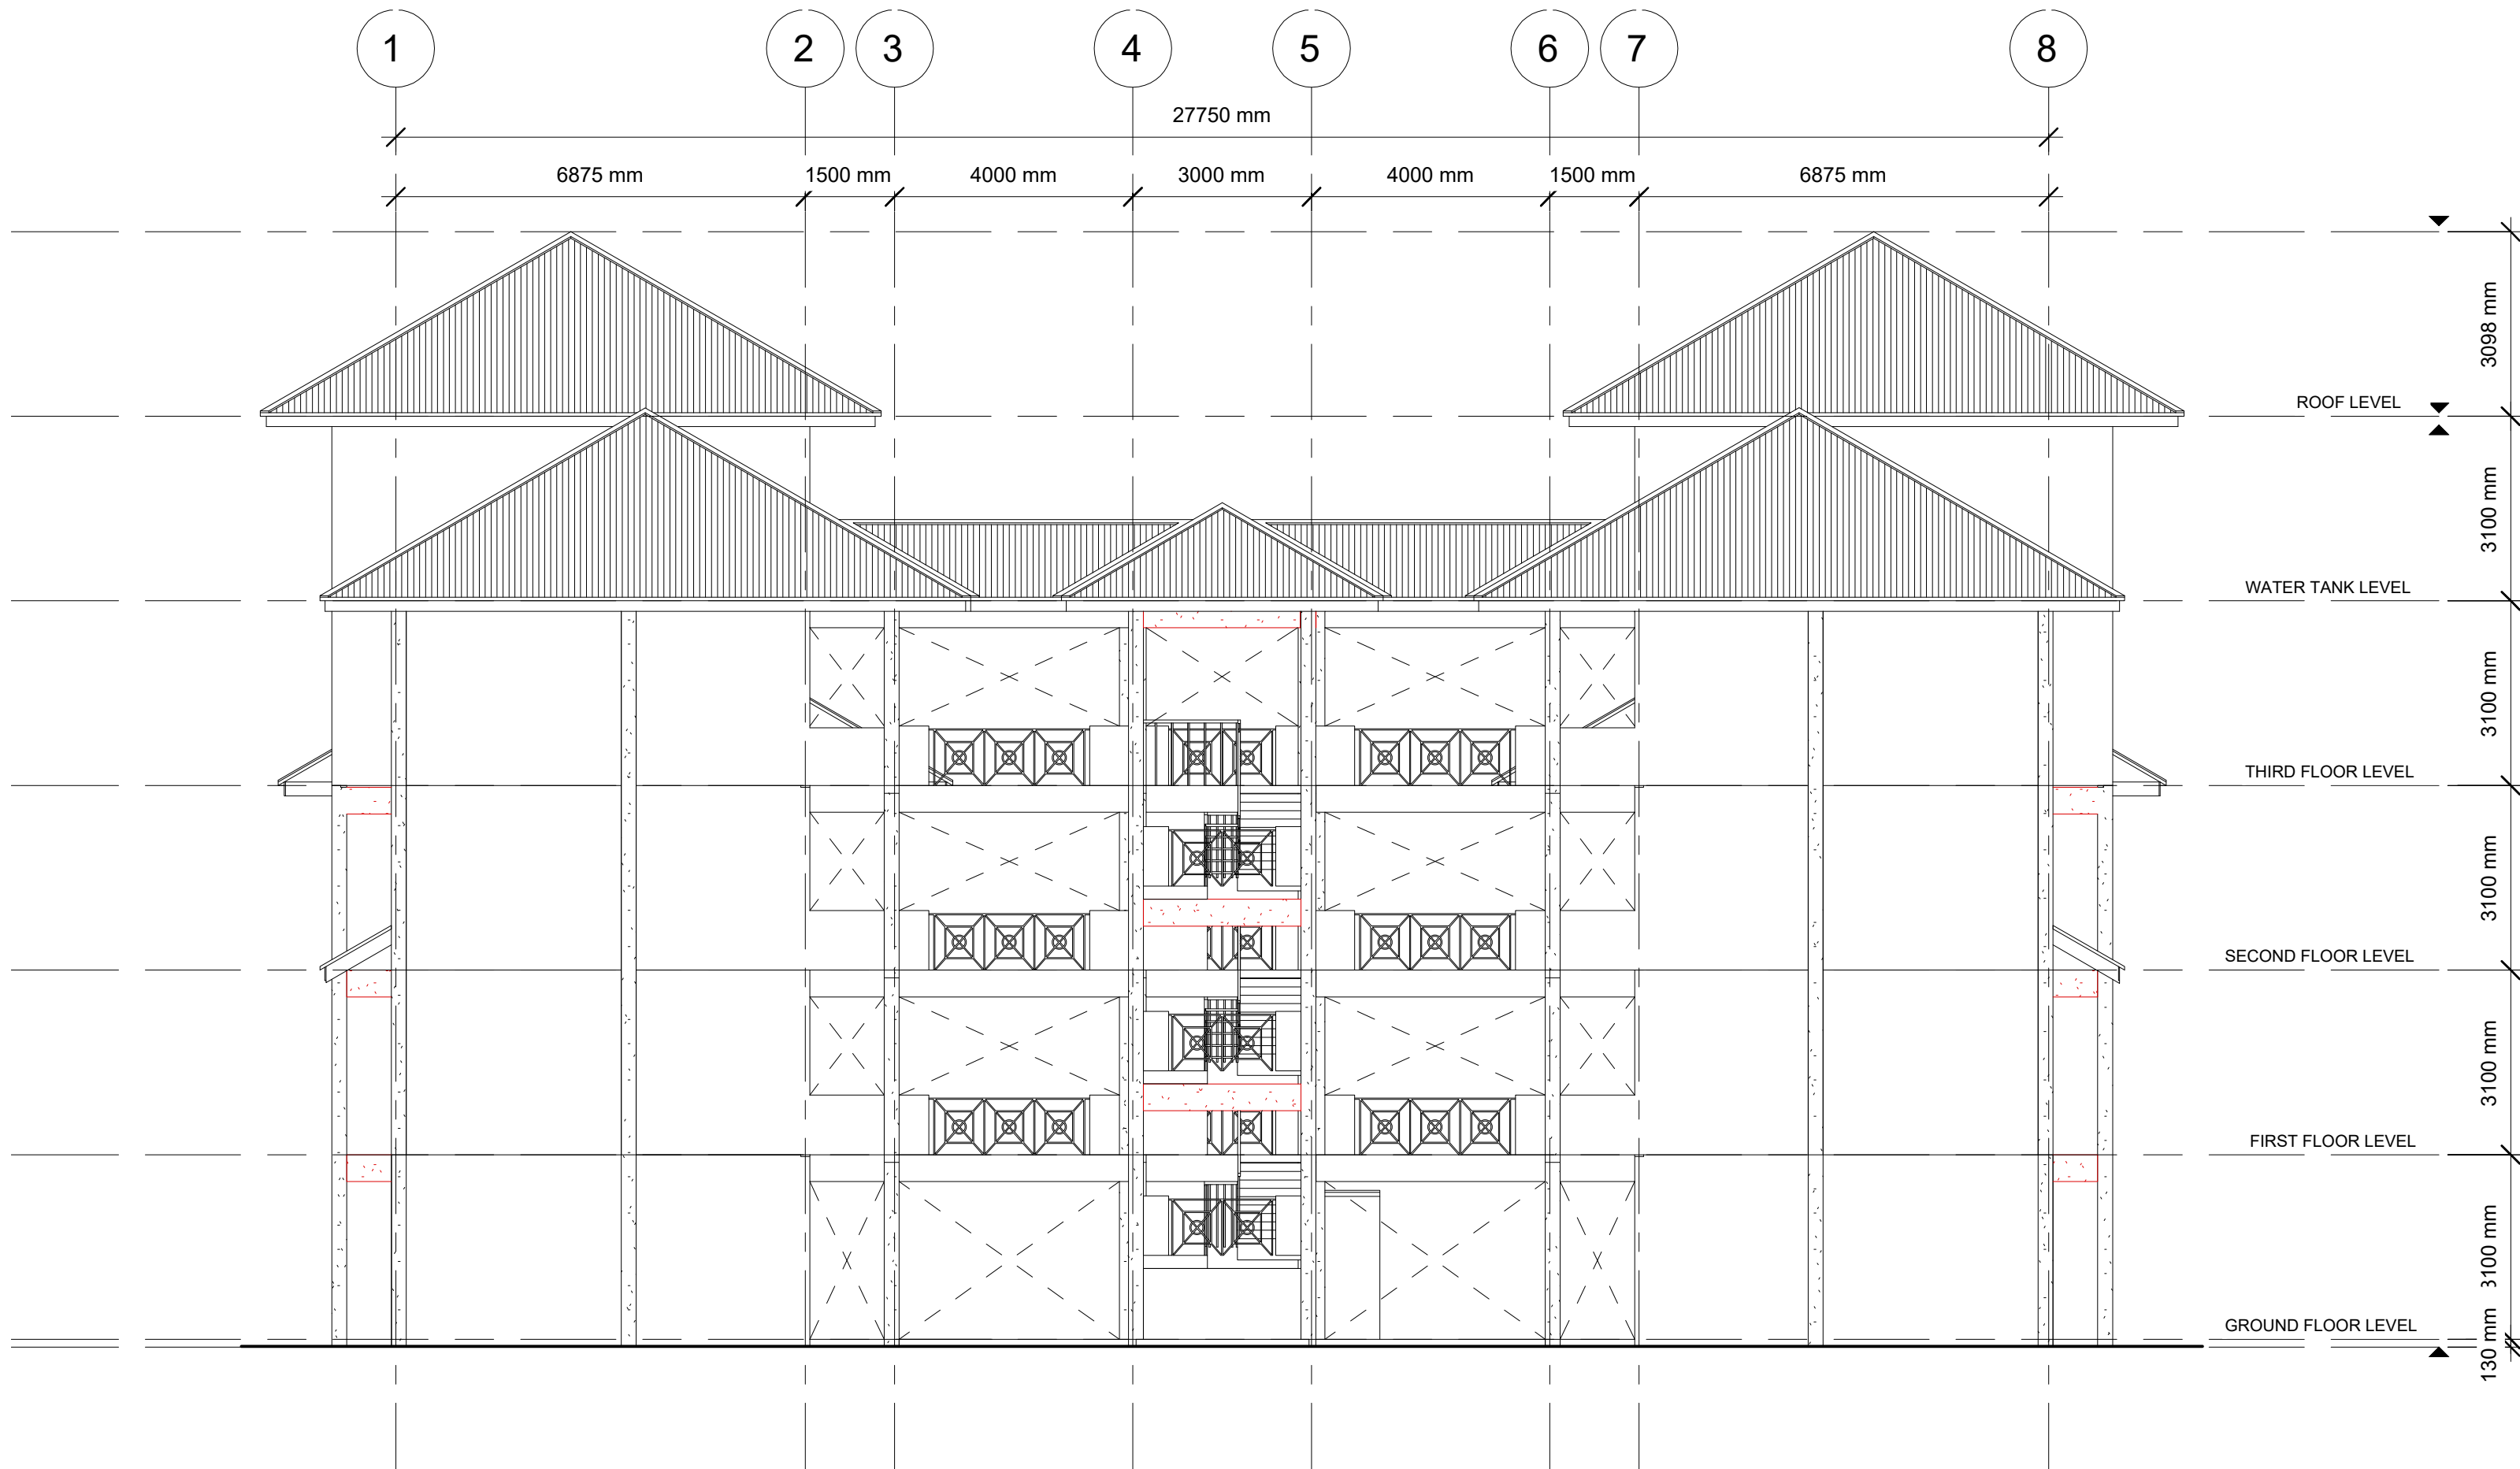 1 2 3 4 5 6 7 8
27750 mm
6875 mm 1500 mm 4000 mm 3000 mm 4000 mm 1500 mm 6875 mm
3098 mm
ROOF LEVEL
3100 mm
WATER TANK LEVEL
3100 mm
THIRD FLOOR LEVEL
3100 mm
SECOND FLOOR LEVEL
3100 mm
FIRST FLOOR LEVEL
3100 mm
GROUND FLOOR LEVEL
130 mm